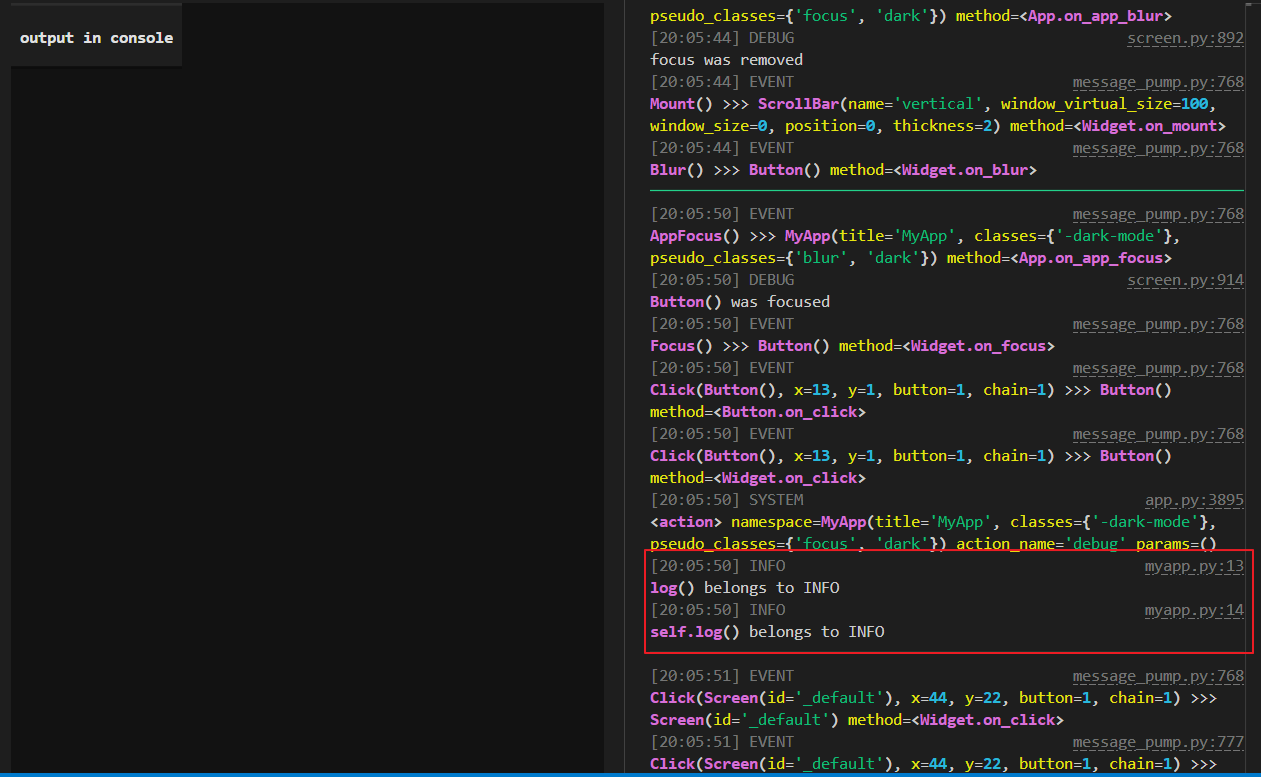 output in console
pseudo_classes={'focus', 'dark'}) method=<App.on_app_blur>
[20:05:44] DEBUG screen.py:892
focus was removed
[20:05:44] EVENT message_pump.py:768
Mount() >>> ScrollBar(name='vertical', window_virtual_size=100,
window_size=0, position=0, thickness=2) method=<Widget.on_mount>
[20:05:44] EVENT message_pump.py:768
Blur() >>> Button() method=<Widget.on_blur>
[20:05:50] EVENT message_pump.py:768
AppFocus() >>> MyApp(title='MyApp', classes={'-dark-mode'},
pseudo_classes={'blur', 'dark'}) method=<App.on_app_focus>
[20:05:50] DEBUG screen.py:914
Button() was focused
[20:05:50] EVENT message_pump.py:768
Focus() >>> Button() method=<Widget.on_focus>
[20:05:50] EVENT message_pump.py:768
Click(Button(), x=13, y=1, button=1, chain=1) >>> Button()
method=<Button.on_click>
[20:05:50] EVENT message_pump.py:768
Click(Button(), x=13, y=1, button=1, chain=1) >>> Button()
method=<Widget.on_click>
[20:05:50] SYSTEM app.py:3895
<action> namespace=MyApp(title='MyApp', classes={'-dark-mode'},
pseudo_classes={'focus', 'dark'}) action_name='debug' params=()
[20:05:50] INFO myapp.py:13
log() belongs to INFO
[20:05:50] INFO myapp.py:14
self.log() belongs to INFO
[20:05:51] EVENT message_pump.py:768
Click(Screen(id='_default'), x=44, y=22, button=1, chain=1) >>>
Screen(id='_default') method=<Widget.on_click>
[20:05:51] EVENT message_pump.py:777
Click(Screen(id='_default'), x=44, y=22, button=1, chain=1) >>>